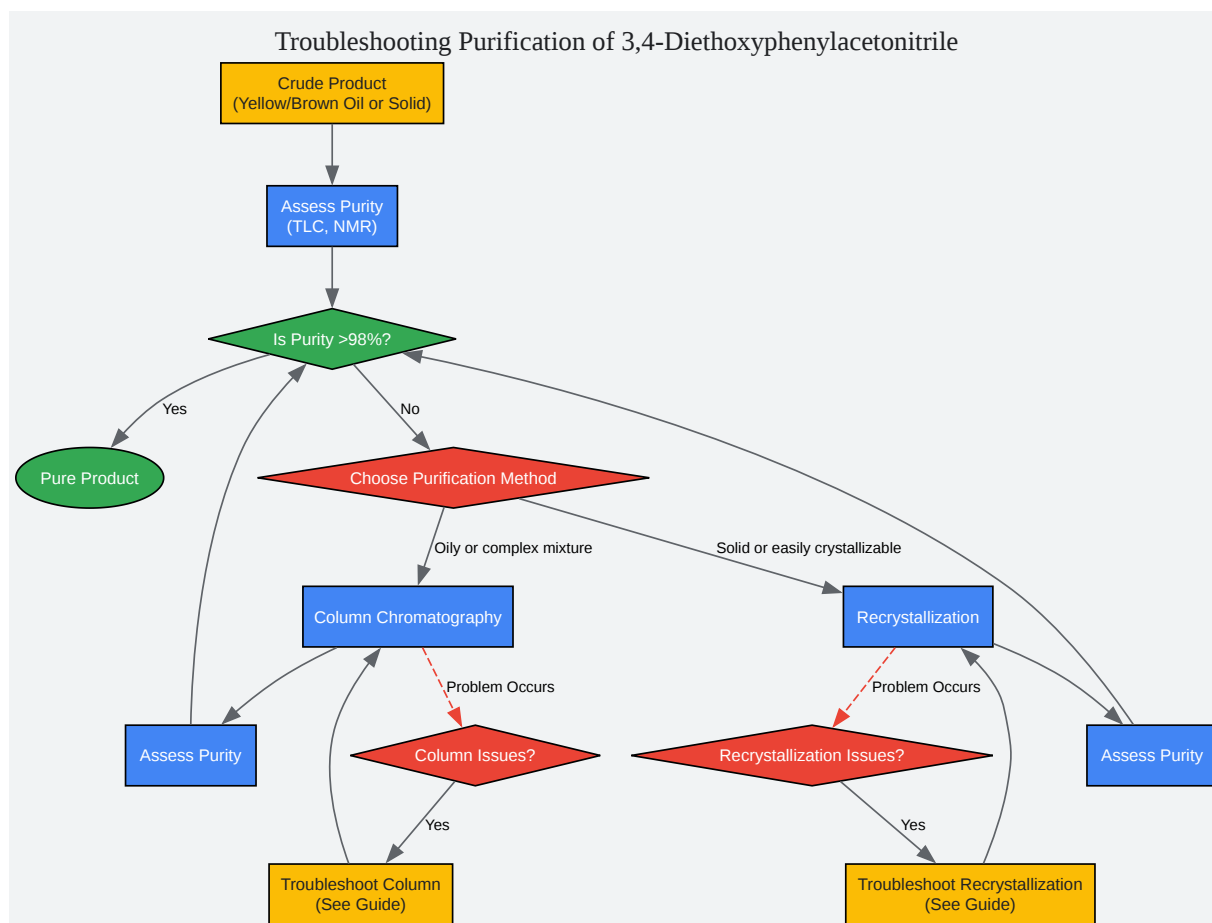 Troubleshooting Purification of 3,4-Diethoxyphenylacetonitrile
Crude Product
(Yellow/Brown Oil or Solid)
Assess Purity
(TLC, NMR)
Is Purity >98%?
Yes
No
Pure Product
Choose Purification Method
Oily or complex mixture
Solid or easily crystallizable
Column Chromatography
Recrystallization
Problem Occurs
Problem Occurs
Assess Purity
Column Issues?
Recrystallization Issues?
Assess Purity
Yes
Yes
Troubleshoot Column
(See Guide)
Troubleshoot Recrystallization
(See Guide)